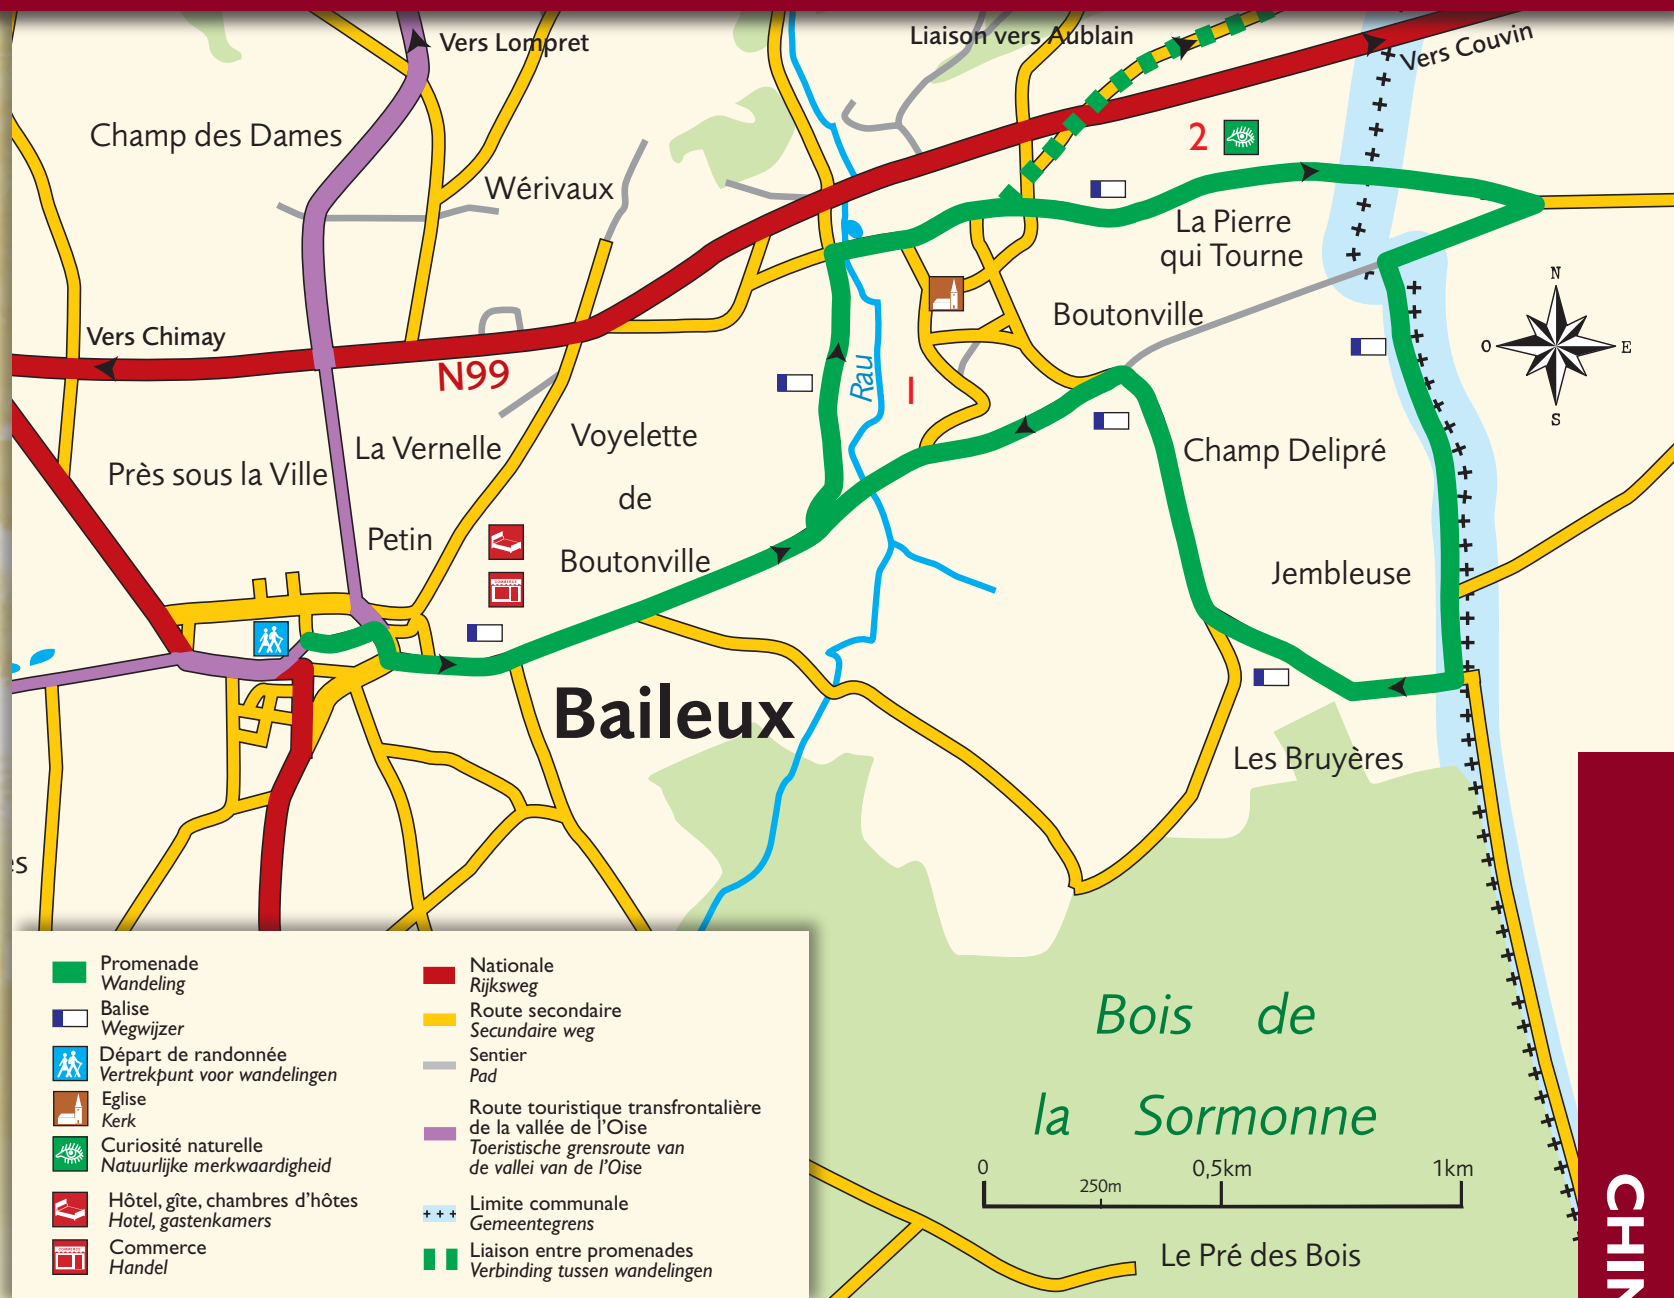 Vers Lompret
Liaison vers Aublain
Vers Couvin
Champ des Dames
2
Wérivaux
La Pierre
qui Tourne
N
Boutonville
O
E
S
Vers Chimay
N99
Rau
1
La Vernelle
Voyelette
Champ Delipré
Près sous la Ville
de
Petin
Boutonville
Jembleuse
COMMERCE
Baileux
Les Bruyères
es
Bois de
la Sormonne
0
0,5km
1km
250m
Le Pré des Bois
CHIM
Promenade
Wandeling
Balise
Wegwijzer
Départ de randonnée
Vertrekpunt voor wandelingen
Eglise
Kerk
Curiosité naturelle
Natuurlijke merkwaardigheid
Hôtel, gîte, chambres d'hôtes
Hotel, gastenkamers
COMMERCE
Commerce
Handel
Nationale
Rijksweg
Route secondaire
Secundaire weg
Sentier
Pad
Route touristique transfrontalière
de la vallée de l'Oise
Toeristische grensroute van
de vallei van de l'Oise
Limite communale
Gemeentegrens
Liaison entre promenades
Verbinding tussen wandelingen